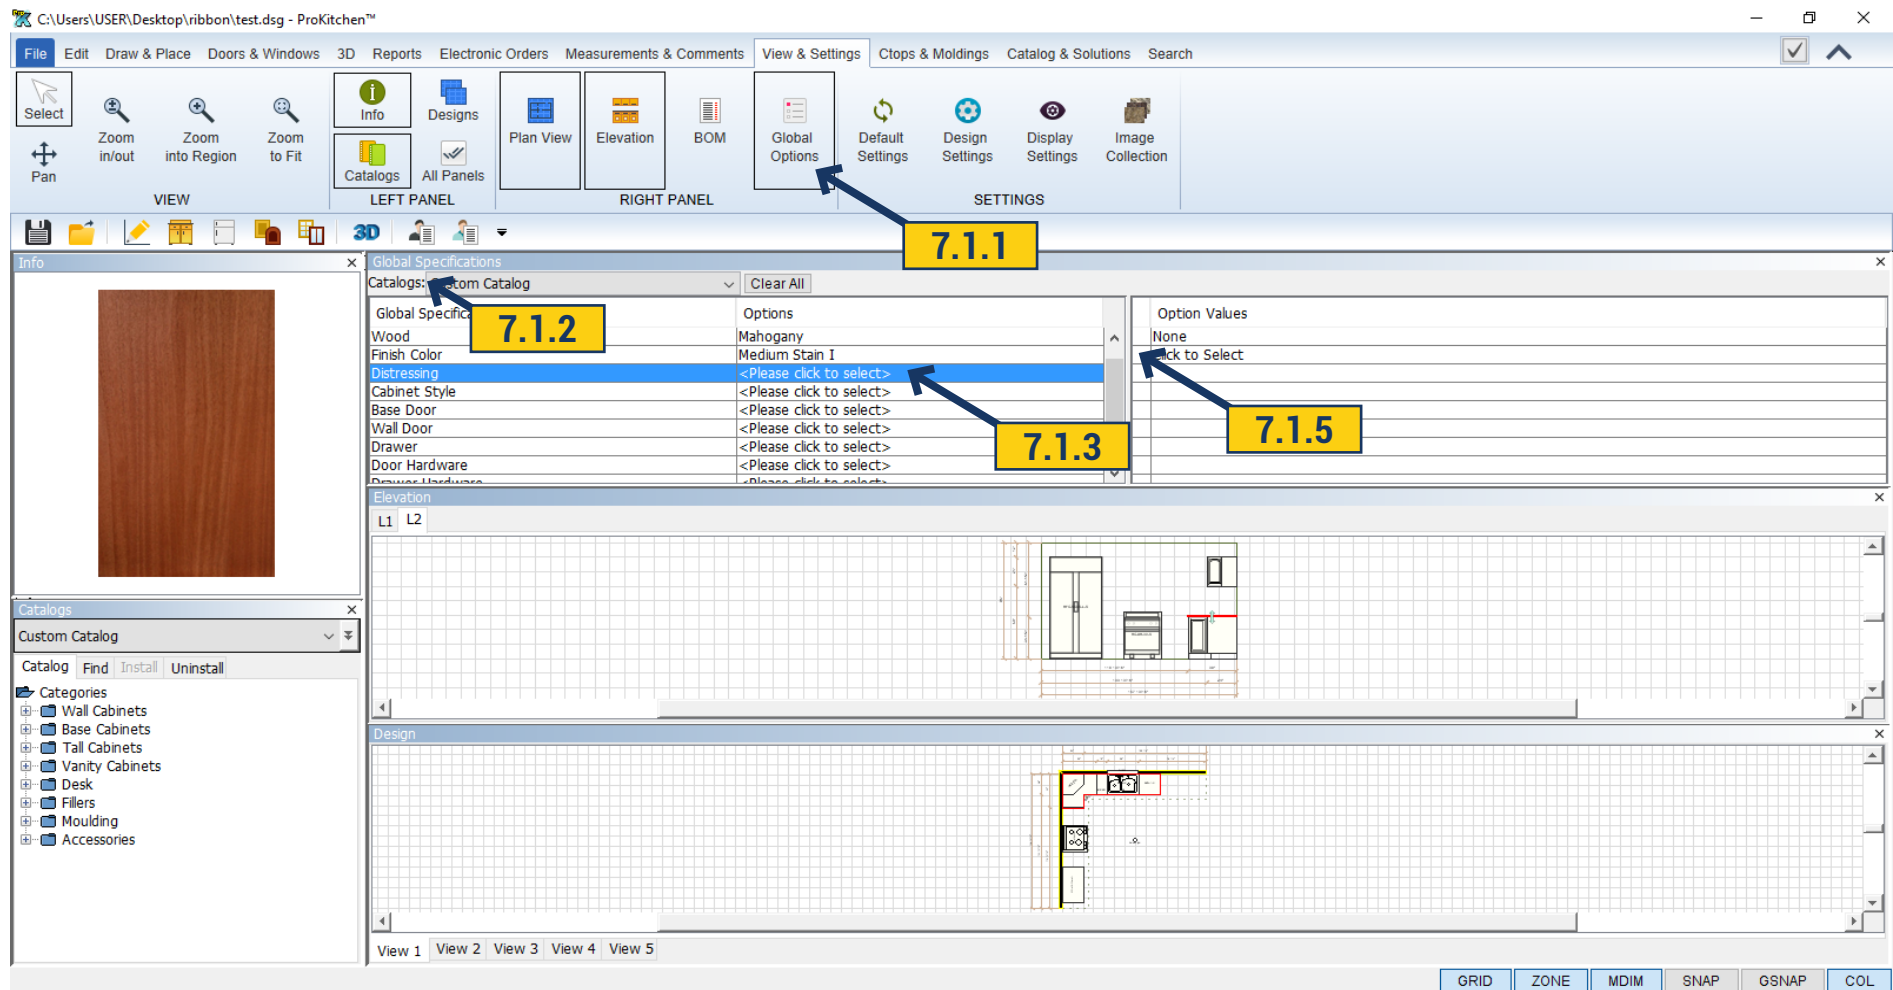 C:\Users\USER\Desktop\ribbon\test.dsg - ProKitchen™
File Edit Draw & Place Doors & Windows 3D Reports Electronic Orders Measurements & Comments View & Settings Ctops & Moldings Catalog & Solutions Search
Select
Pan
Zoom in/out
Zoom into Region
Zoom to Fit
VIEW
Info
Designs
Catalogs
All Panels
LEFT PANEL
Plan View
Elevation
BOM
Global Options
RIGHT PANEL
Default Settings
Design Settings
Display Settings
Image Collection
SETTINGS
3D
7.1.1
Info
Global Specifications
Catalogs: tom Catalog Clear All
7.1.2
Global Specifica Options
Wood Mahogany
Finish Color Medium Stain I
Distressing <Please click to select>
Cabinet Style <Please click to select>
Base Door <Please click to select>
Wall Door <Please click to select>
Drawer <Please click to select>
Door Hardware <Please click to select>
Drawer Hardware <Please click to select>
7.1.3
Option Values
None
ck to Select
7.1.5
Elevation
L1 L2
Catalogs
Custom Catalog
Catalog Find Install Uninstall
Categories
Wall Cabinets
Base Cabinets
Tall Cabinets
Vanity Cabinets
Desk
Fillers
Moulding
Accessories
Design
View 1 View 2 View 3 View 4 View 5
GRID ZONE MDIM SNAP GSNAP COL